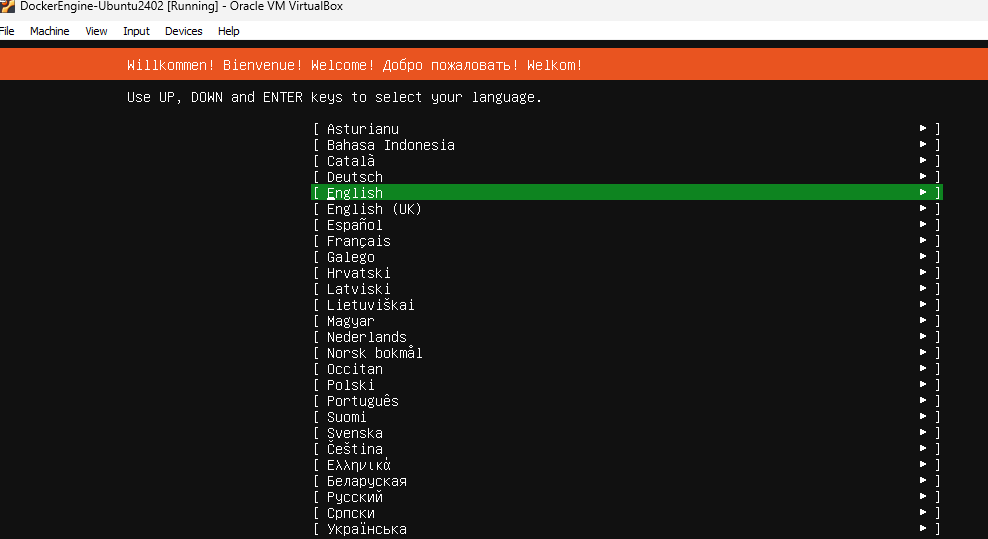 DockerEngine-Ubuntu2402 [Running] - Oracle VM VirtualBox
File Machine View Input Devices Help
Willkommen! Bienvenue! Welcome! Добро пожаловать! Welkom!
Use UP, DOWN and ENTER keys to select your language.
[ Asturianu ▸ ]
[ Bahasa Indonesia ▸ ]
[ Català ▸ ]
[ Deutsch ▸ ]
[ English ▸ ]
[ English (UK) ▸ ]
[ Español ▸ ]
[ Français ▸ ]
[ Galego ▸ ]
[ Hrvatski ▸ ]
[ Latviski ▸ ]
[ Lietuviškai ▸ ]
[ Magyar ▸ ]
[ Nederlands ▸ ]
[ Norsk bokmål ▸ ]
[ Occitan ▸ ]
[ Polski ▸ ]
[ Português ▸ ]
[ Suomi ▸ ]
[ Svenska ▸ ]
[ Čeština ▸ ]
[ Ελληνικά ▸ ]
[ Беларуская ▸ ]
[ Русский ▸ ]
[ Српски ▸ ]
[ Українська ▸ ]